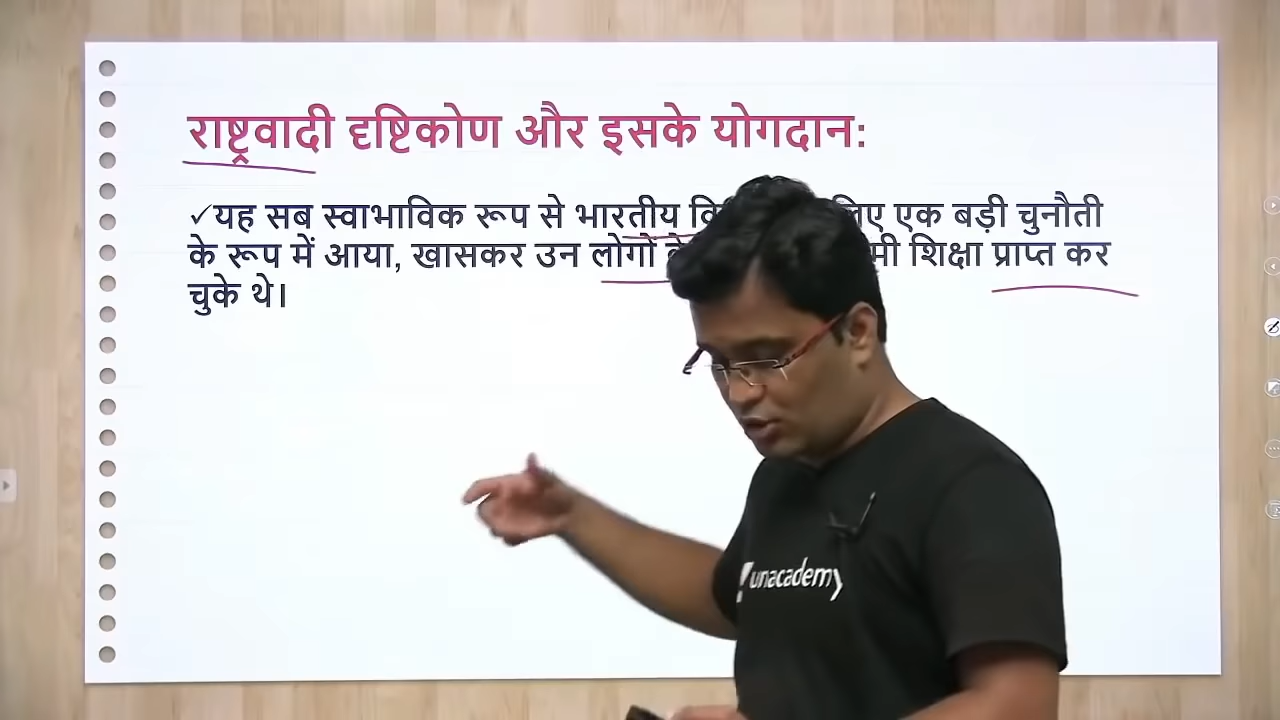 राष्ट्रवादी दृष्टिकोण और इसके योगदान:
✓यह सब स्वाभाविक रूप से भारतीय एक बड़ी चुनौती
के रूप में आया, खासकर उन लोगों शिक्षा प्राप्त कर
चुके थे।
unacademy